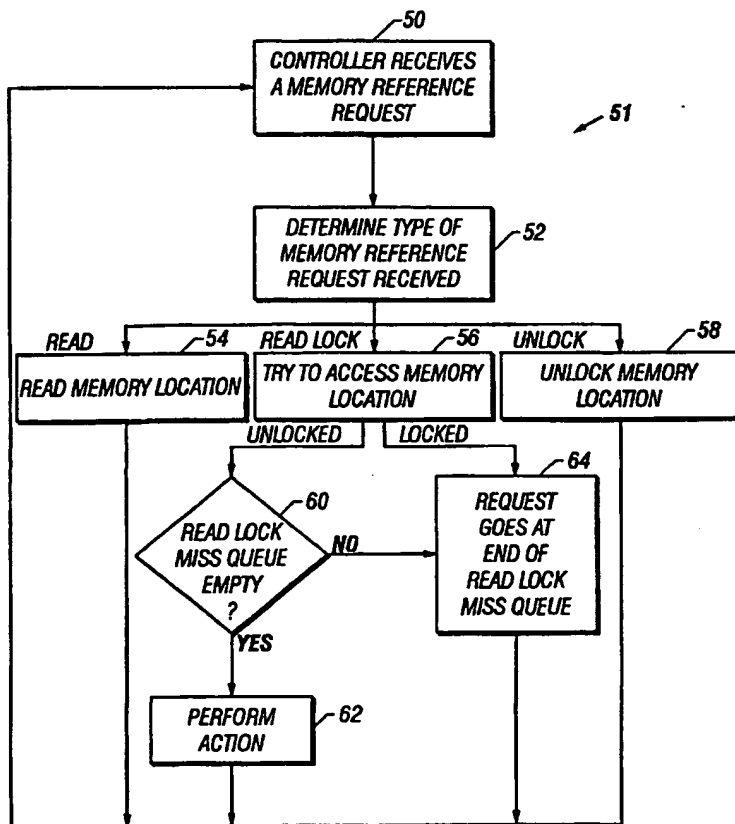 50
CONTROLLER RECEIVES
A MEMORY REFERENCE
REQUEST
51
DETERMINE TYPE OF
MEMORY REFERENCE
REQUEST RECEIVED
52
READ
54
READ LOCK
56
UNLOCK
58
READ MEMORY LOCATION
TRY TO ACCESS MEMORY
LOCATION
UNLOCK MEMORY
LOCATION
UNLOCKED
LOCKED
60
READ LOCK
MISS QUEUE
EMPTY
?
NO
YES
64
REQUEST
GOES AT
END OF
READ LOCK
MISS QUEUE
PERFORM
ACTION
62